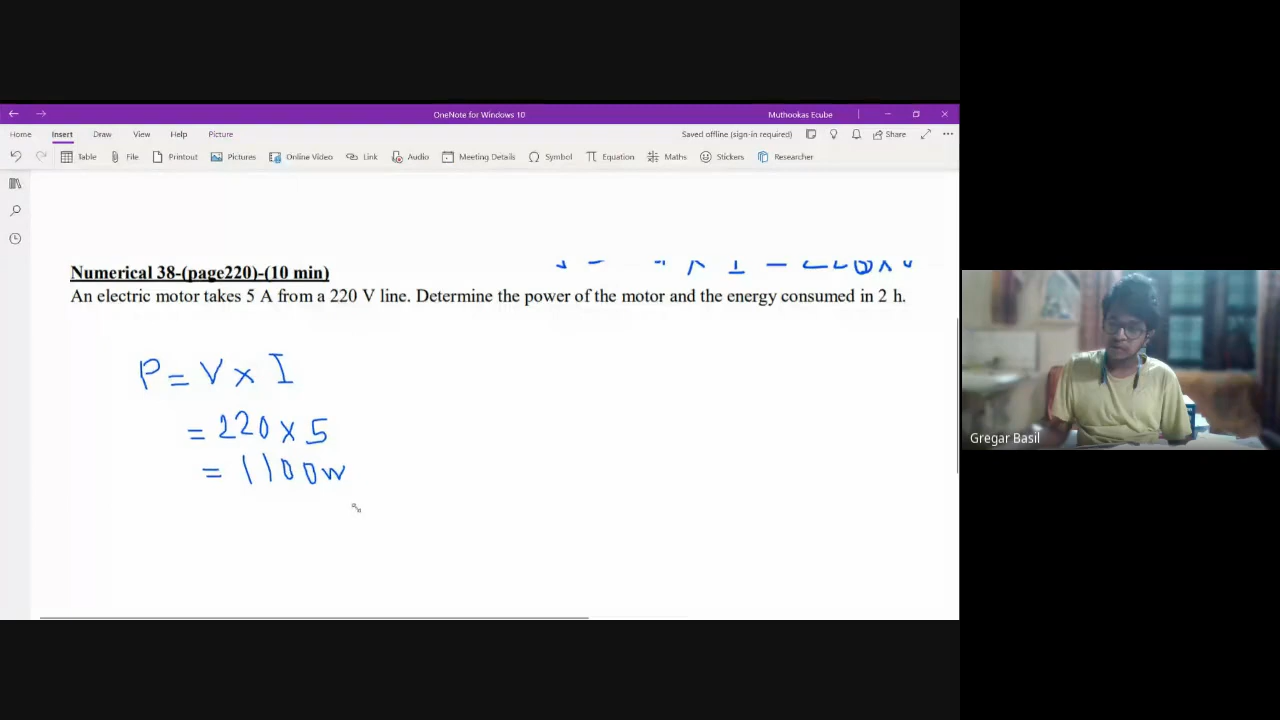 OneNote for Windows 10
Muthookas Ecube
Home Insert Draw View Help Picture
Saved offline (sign-in required) Share
Table File Printout Pictures Online Video Link Audio Meeting Details Symbol Equation Maths Stickers Researcher
Numerical 38-(page220)-(10 min)
An electric motor takes 5 A from a 220 V line. Determine the power of the motor and the energy consumed in 2 h.
P = V × I
= 220 × 5
= 1100W
Gregar Basil